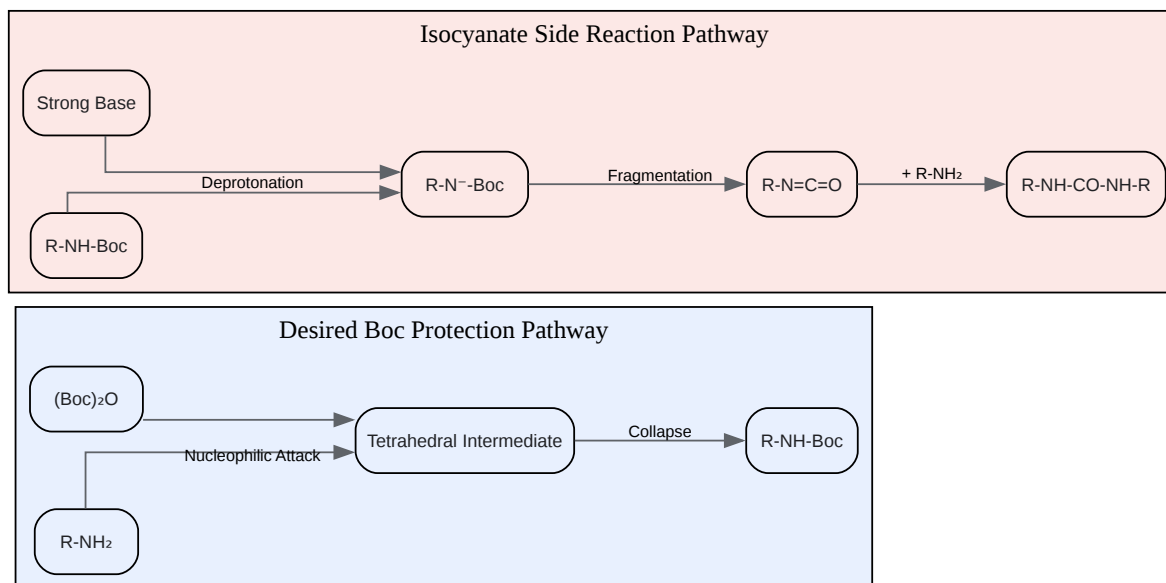 Isocyanate Side Reaction Pathway
Strong Base
Deprotonation
R-NH-Boc
R-N⁻-Boc
Fragmentation
R-N=C=O
+ R-NH₂
R-NH-CO-NH-R
Desired Boc Protection Pathway
(Boc)₂O
Nucleophilic Attack
R-NH₂
Tetrahedral Intermediate
Collapse
R-NH-Boc